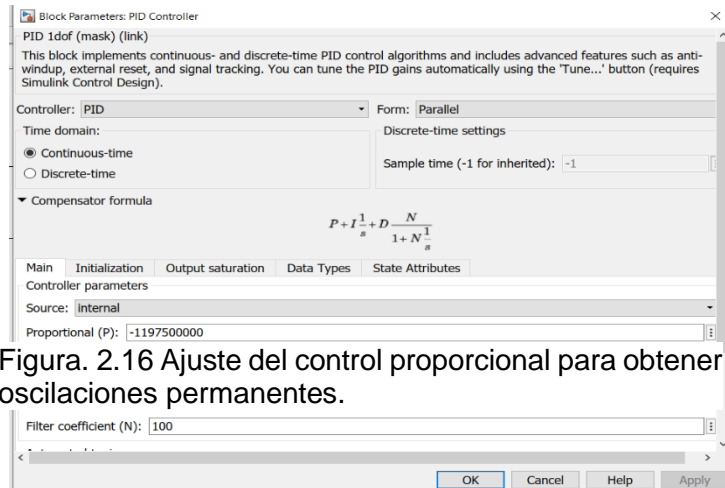 Block Parameters: PID Controller
PID 1dof (mask) (link)
This block implements continuous- and discrete-time PID control algorithms and includes advanced features such as anti-
windup, external reset, and signal tracking. You can tune the PID gains automatically using the 'Tune...' button (requires
Simulink Control Design).
Controller: PID
Form: Parallel
Time domain:
Continuous-time
Discrete-time
Discrete-time settings
Sample time (-1 for inherited): -1
Compensator formula
P + I 1/s + D N/(1 + N 1/s)
Main Initialization Output saturation Data Types State Attributes
Controller parameters
Source: internal
Proportional (P): -1197500000
Figura. 2.16 Ajuste del control proporcional para obtener
oscilaciones permanentes.
Filter coefficient (N): 100
OK Cancel Help Apply